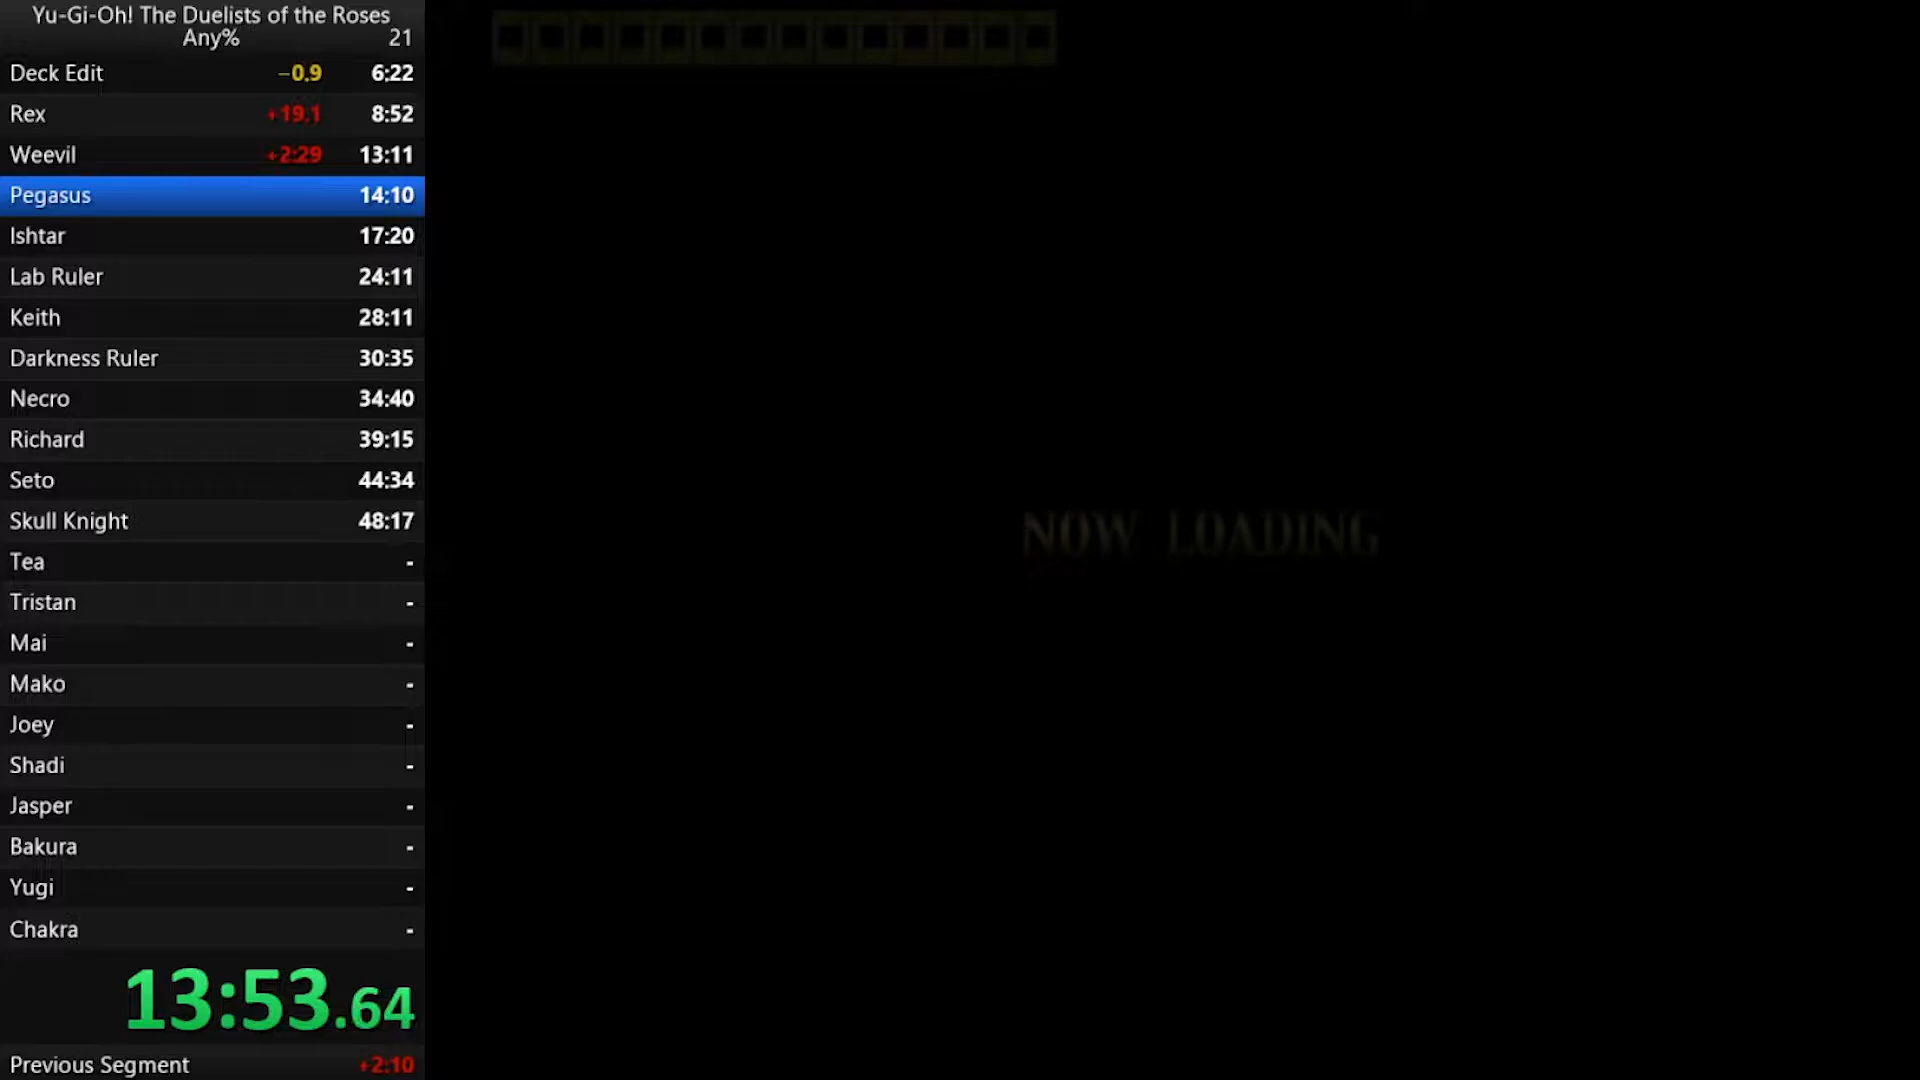 Yu-Gi-Oh! The Duelists of the Roses
Any% 21
Deck Edit −0.9 6:22
Rex +19.1 8:52
Weevil +2:29 13:11
Pegasus 14:10
Ishtar 17:20
Lab Ruler 24:11
Keith 28:11
Darkness Ruler 30:35
Necro 34:40
Richard 39:15
Seto 44:34
Skull Knight 48:17
Tea -
Tristan -
Mai -
Mako -
Joey -
Shadi -
Jasper -
Bakura -
Yugi -
Chakra -
13:53.64
Previous Segment +2:10
NOW LOADING